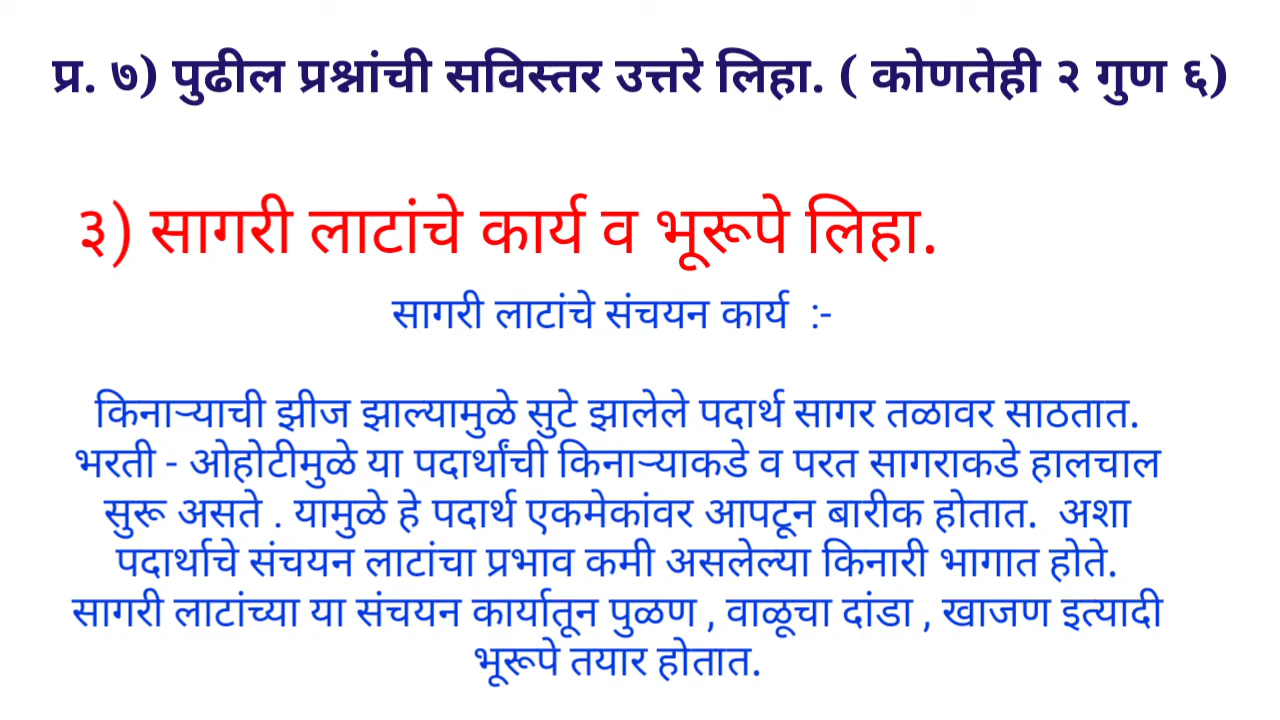 प्र. ७) पुढील प्रश्नांची सविस्तर उत्तरे लिहा. ( कोणतेही २ गुण ६)
३) सागरी लाटांचे कार्य व भूरूपे लिहा.
सागरी लाटांचे संचयन कार्य :-
किनाऱ्याची झीज झाल्यामुळे सुटे झालेले पदार्थ सागर तळावर साठतात.
भरती - ओहोटीमुळे या पदार्थांची किनाऱ्याकडे व परत सागराकडे हालचाल
सुरू असते . यामुळे हे पदार्थ एकमेकांवर आपटून बारीक होतात. अशा
पदार्थाचे संचयन लाटांचा प्रभाव कमी असलेल्या किनारी भागात होते.
सागरी लाटांच्या या संचयन कार्यातून पुळण , वाळूचा दांडा , खाजण इत्यादी
भूरूपे तयार होतात.